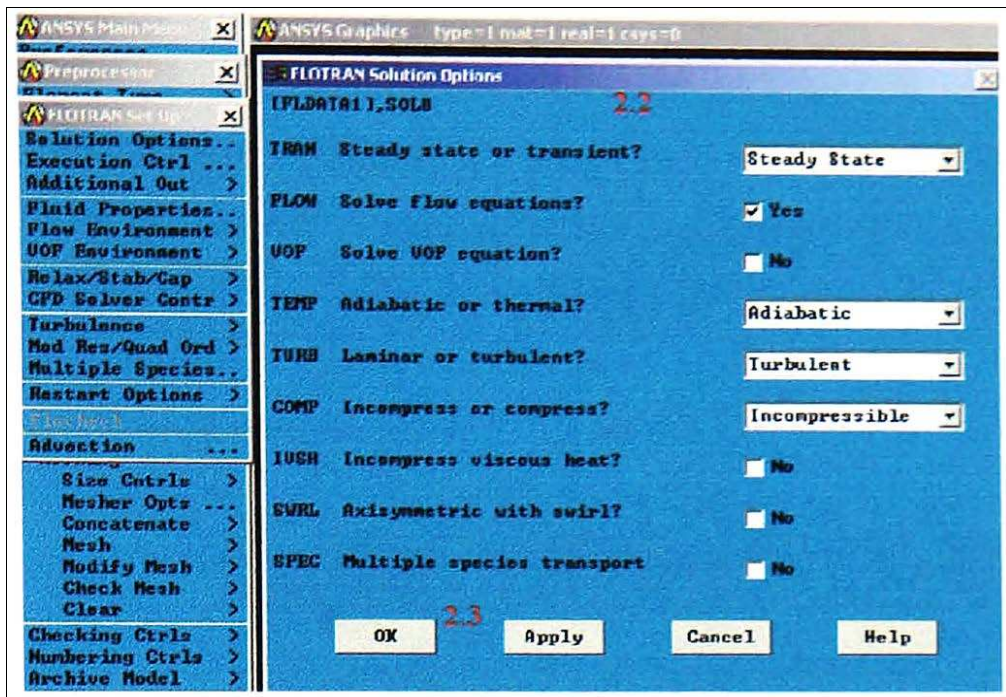 ANSYS Main Menu
ANSYS Graphics type=1 mat=1 real=1 csys=0
Preferences
Preprocessor
Element Type >
FLOTRAN Set Up
Solution Options..
Execution Ctrl ...
Additional Out >
Fluid Properties..
Flow Environment >
VOF Environment >
Relax/Stab/Cap >
CFD Solver Contr >
Turbulence >
Mod Res/Quad Ord >
Multiple Species..
Restart Options >
Flocheck
Advection ...
Size Cntrls >
Mesher Opts ...
Concatenate >
Mesh >
Modify Mesh >
Check Mesh >
Clear >
Checking Ctrls >
Numbering Ctrls >
Archive Model >
FLOTRAN Solution Options
[FLDATA1],SOLU 2.2
TRAN Steady state or transient? Steady State
FLOW Solve flow equations? Yes
VOF Solve VOF equation? No
TEMP Adiabatic or thermal? Adiabatic
TURB Laminar or turbulent? Turbulent
COMP Incompress or compress? Incompressible
IVSH Incompress viscous heat? No
SWRL Axisymmetric with swirl? No
SPEC Multiple species transport No
2.3
OK Apply Cancel Help